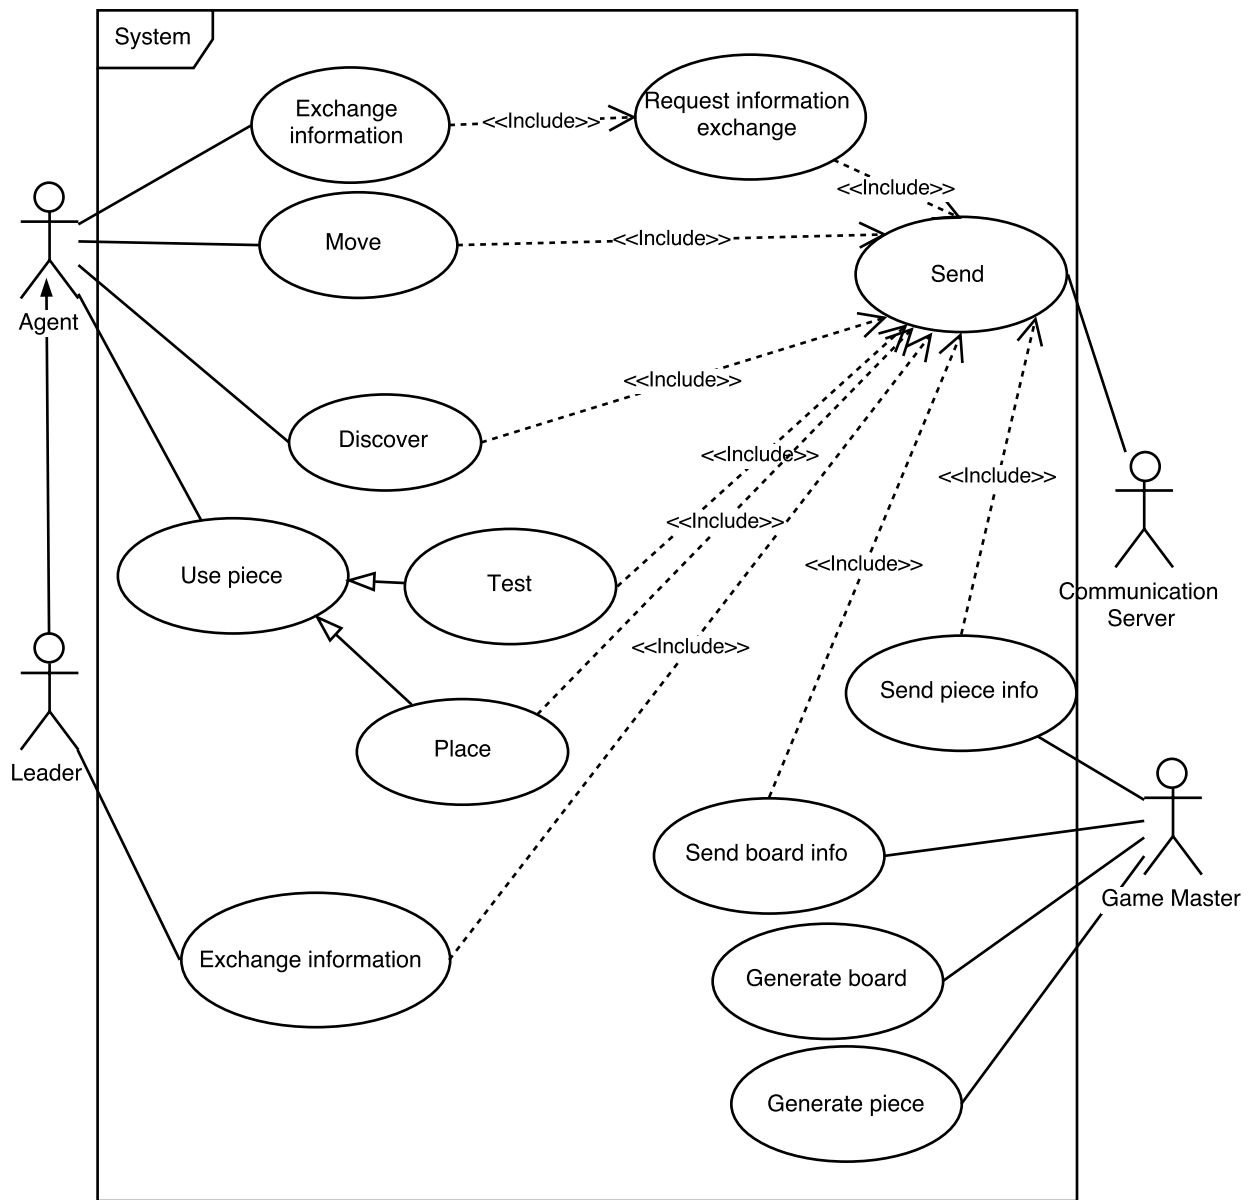 System
Exchange
information
<<Include>>
Request information
exchange
<<Include>>
Move
<<Include>>
Send
Agent
<<Include>>
Discover
<<Include>>
<<Include>>
<<Include>>
<<Include>>
Use piece
Test
Communication
Server
<<Include>>
Send piece info
Place
Leader
Send board info
Game Master
Exchange information
Generate board
Generate piece